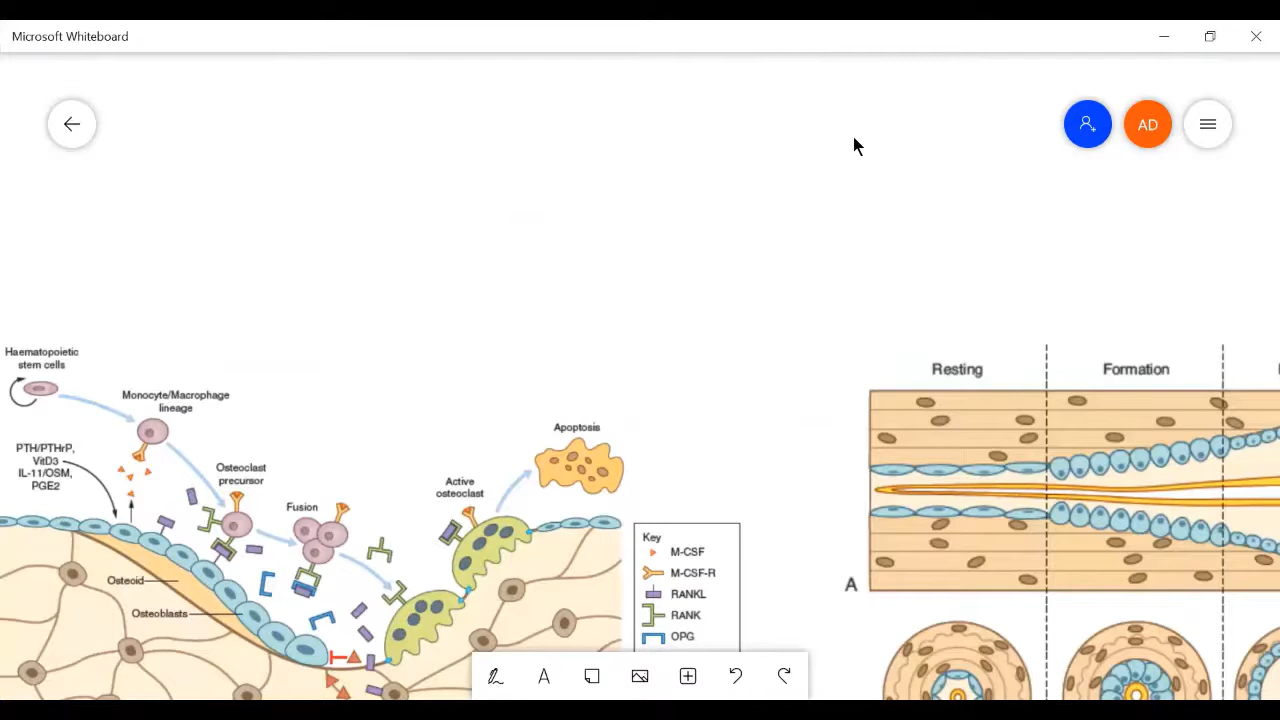 Microsoft Whiteboard
AD
Haematopoietic
stem cells
Monocyte/Macrophage
lineage
PTH/PTHrP,
VitD3
IL-11/OSM,
PGE2
Osteoclast
precursor
Fusion
Active
osteoclast
Apoptosis
Osteoid
Osteoblasts
Key
M-CSF
M-CSF-R
RANKL
RANK
OPG
Resting
Formation
A
A